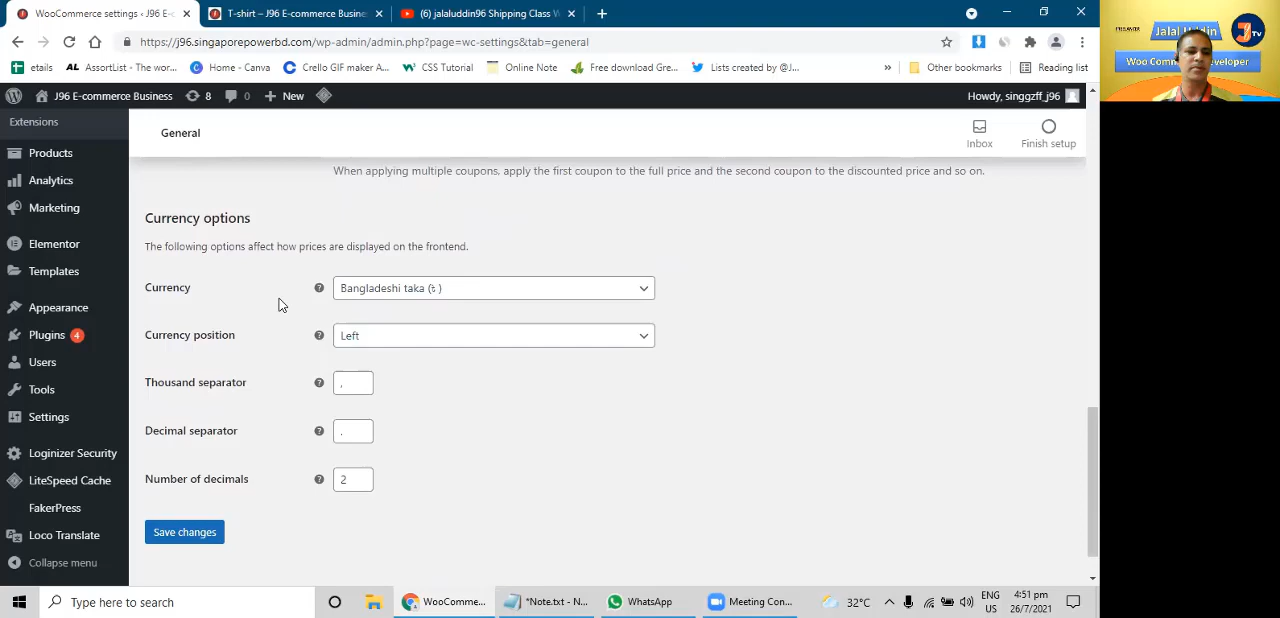 WooCommerce settings ‹ J96 E-c
T-shirt – J96 E-commerce Busine
(6) jalaluddin96 Shipping Class W
https://j96.singaporepowerbd.com/wp-admin/admin.php?page=wc-settings&tab=general
etails
AL AssortList - The wor...
Home - Canva
Crello GIF maker A...
CSS Tutorial
Online Note
Free download Gre...
Lists created by @J...
»
Other bookmarks
Reading list
J96 E-commerce Business
8
0
+ New
Howdy, singgzff_j96
Extensions
Products
Analytics
Marketing
Elementor
Templates
Appearance
Plugins 4
Users
Tools
Settings
Loginizer Security
LiteSpeed Cache
FakerPress
Loco Translate
Collapse menu
General
Inbox
Finish setup
When applying multiple coupons, apply the first coupon to the full price and the second coupon to the discounted price and so on.
Currency options
The following options affect how prices are displayed on the frontend.
Currency
Bangladeshi taka (৳ )
Currency position
Left
Thousand separator
,
Decimal separator
.
Number of decimals
2
Save changes
Jalal Uddin
TV
Type here to search
WooComme...
*Note.txt - N...
WhatsApp
Meeting Con...
32°C
ENG
US
4:51 pm
26/7/2021